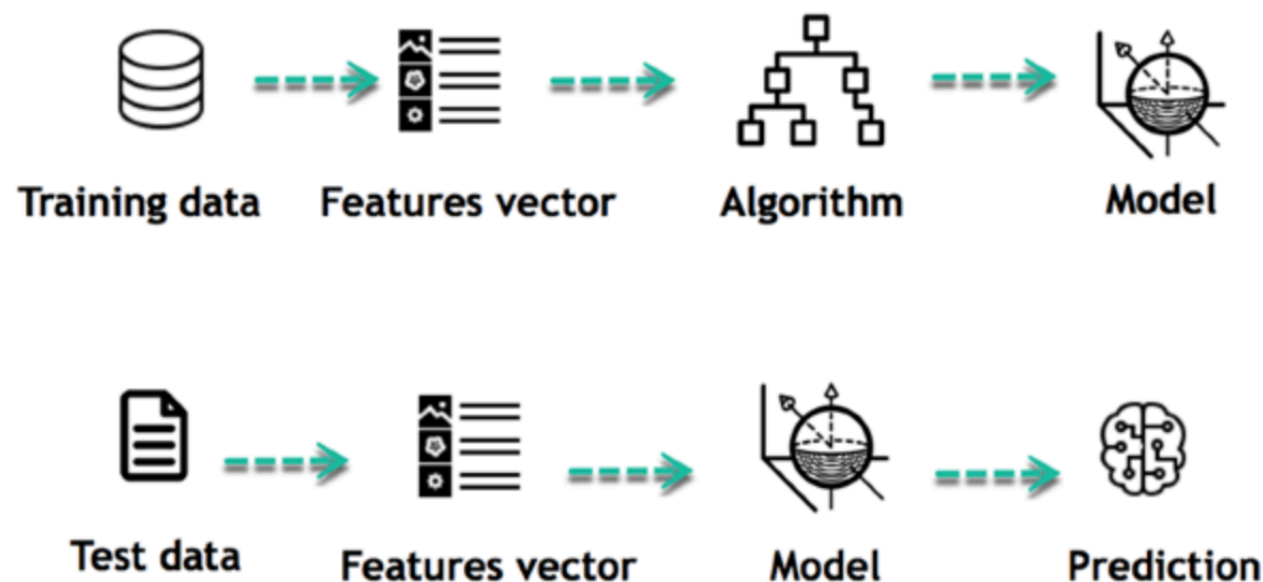 Training data
Features vector
Algorithm
Model
Test data
Features vector
Model
Prediction